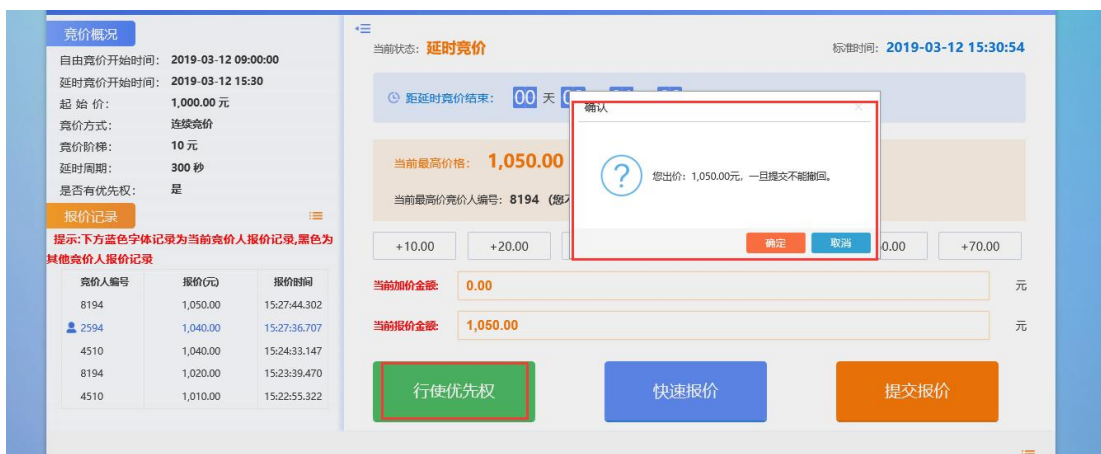 竞价概况
自由竞价开始时间: 2019-03-12 09:00:00
延时竞价开始时间: 2019-03-12 15:30
起 始 价: 1,000.00 元
竞价方式: 连续竞价
竞价阶梯: 10 元
延时周期: 300 秒
是否有优先权: 是
报价记录
提示:下方蓝色字体记录为当前竞价人报价记录,黑色为
其他竞价人报价记录
竞价人编号 报价(元) 报价时间
8194 1,050.00 15:27:44.302
2594 1,040.00 15:27:36.707
4510 1,040.00 15:24:33.147
8194 1,020.00 15:23:39.470
4510 1,010.00 15:22:55.322
当前状态: 延时竞价
标准时间: 2019-03-12 15:30:54
距延时竞价结束: 00 天
当前最高价格: 1,050.00
当前最高价竞价人编号: 8194 (您
确认
×
?
您出价: 1,050.00元, 一旦提交不能撤回。
确定 取消
+10.00 +20.00 0.00 +70.00
当前加价金额: 0.00 元
当前报价金额: 1,050.00 元
行使优先权 快速报价 提交报价